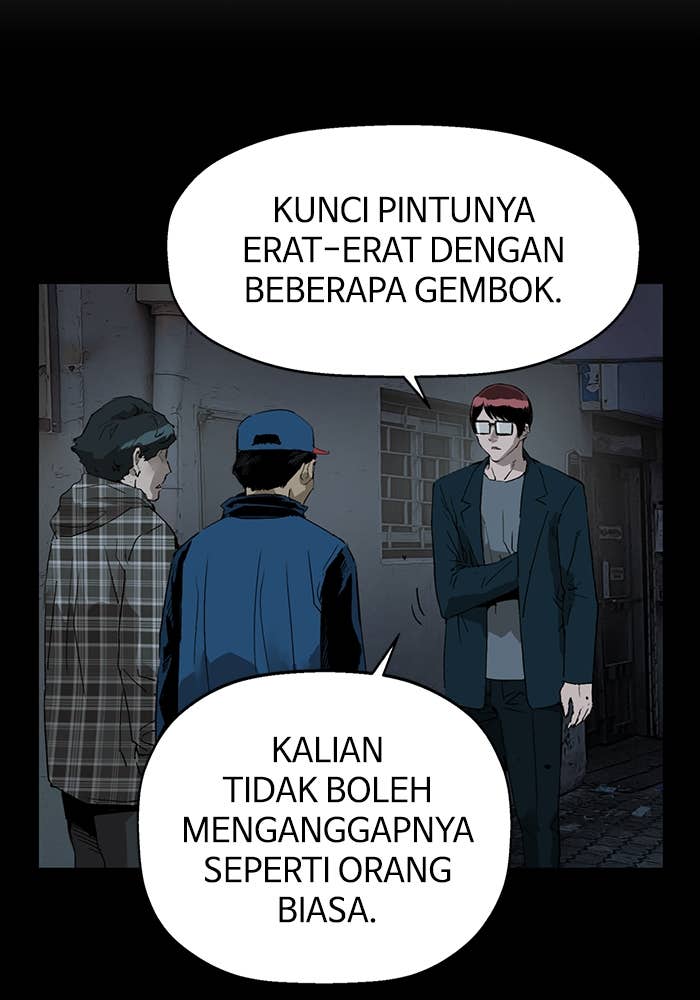 KUNCI PINTUNYA
ERAT-ERAT DENGAN
BEBERAPA GEMBOK.
KALIAN
TIDAK BOLEH
MENGANGGAPNYA
SEPERTI ORANG
BIASA.